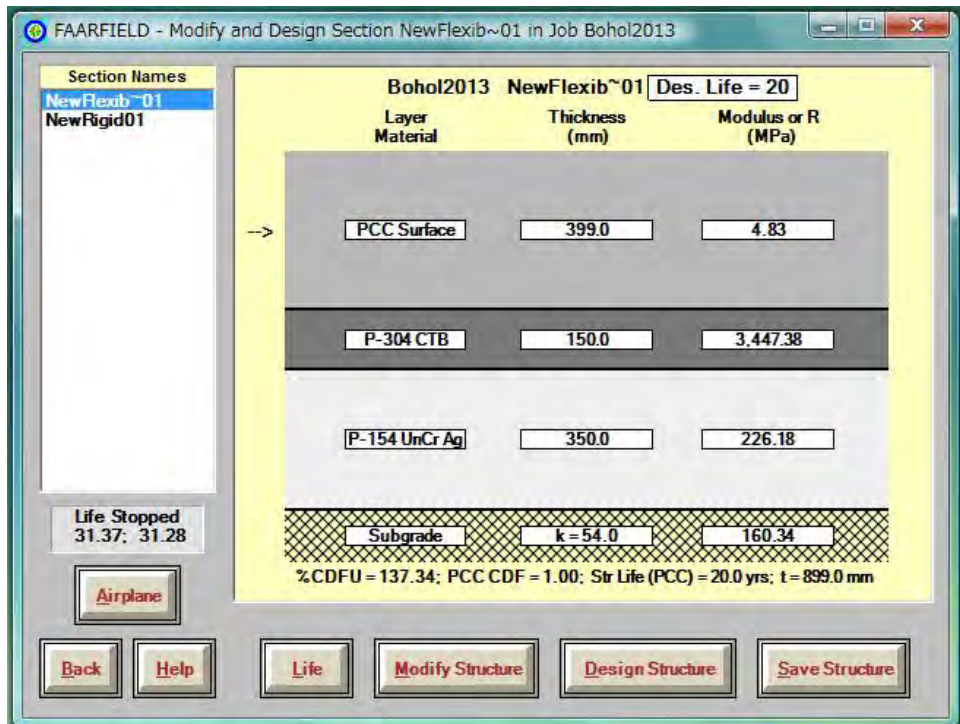 FAARFIELD - Modify and Design Section NewFlexib~01 in Job Bohol2013
Section Names
NewFlexib~01
NewRigid01
Bohol2013 NewFlexib~01 Des. Life = 20
Layer Material Thickness (mm) Modulus or R (MPa)
-->
PCC Surface 399.0 4.83
P-304 CTB 150.0 3,447.38
P-154 UnCr Ag 350.0 226.18
Subgrade k = 54.0 160.34
%CDFU = 137.34; PCC CDF = 1.00; Str Life (PCC) = 20.0 yrs; t = 899.0 mm
Life Stopped
31.37; 31.28
Airplane
Back Help Life Modify Structure Design Structure Save Structure